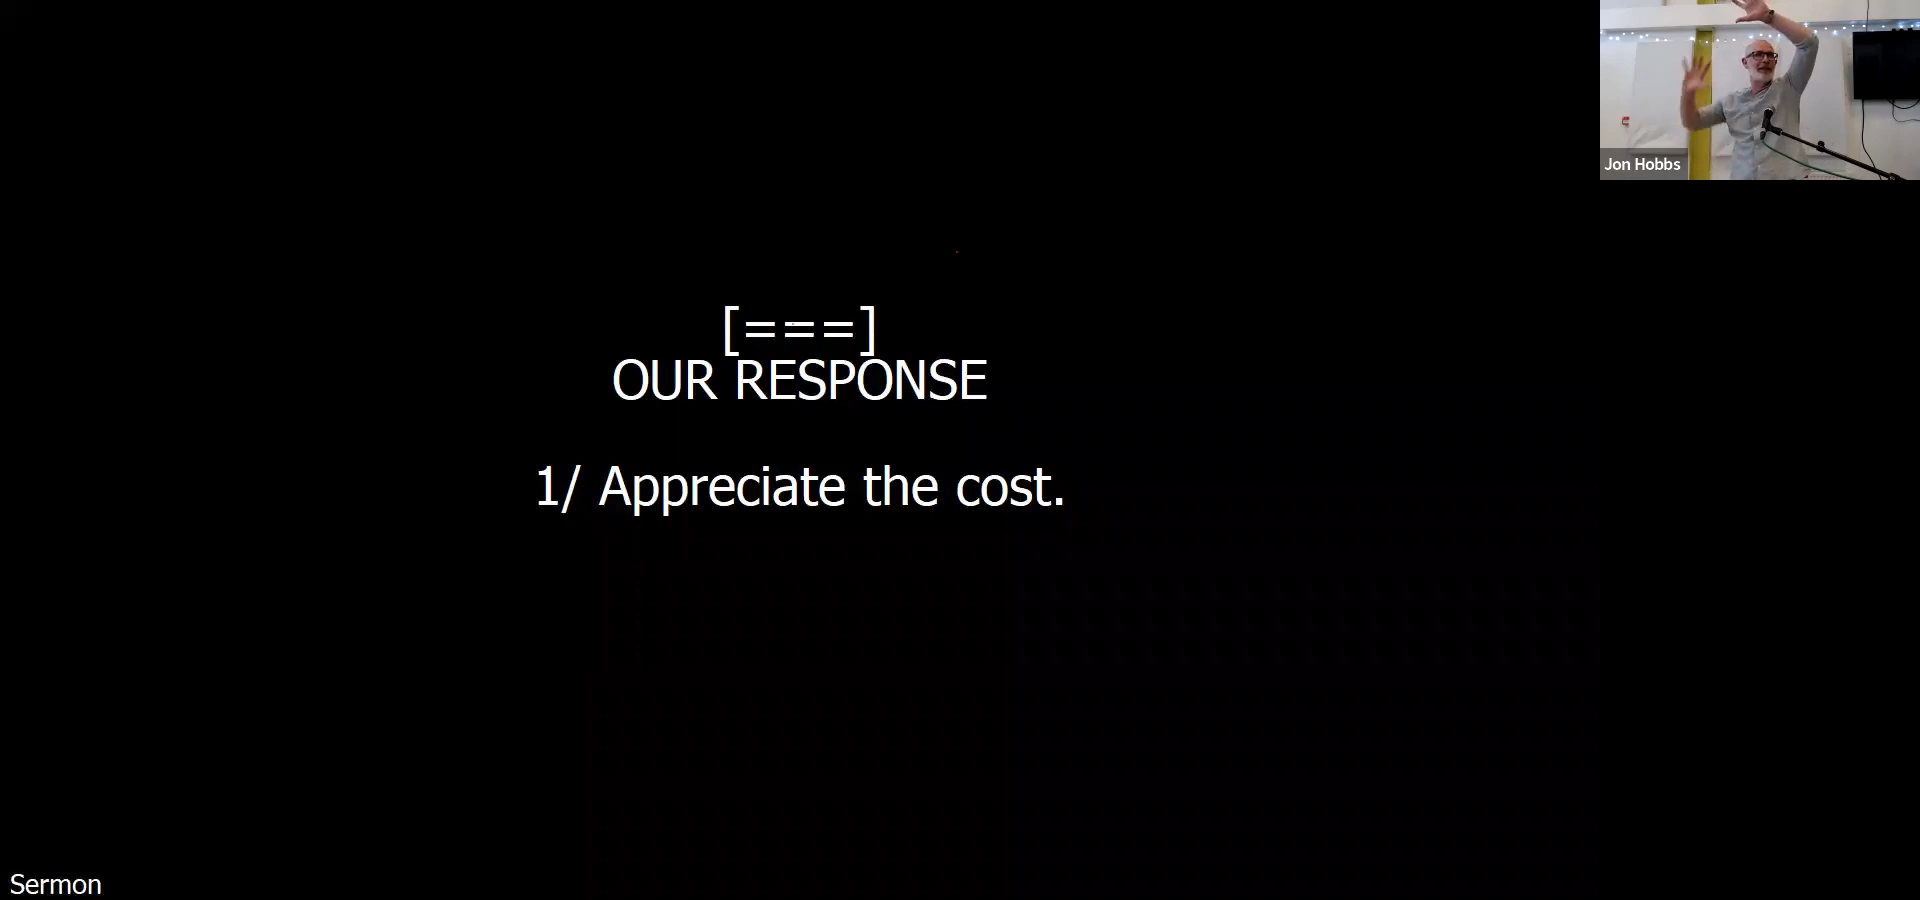 Jon Hobbs
[===]
OUR RESPONSE
1/ Appreciate the cost.
Sermon